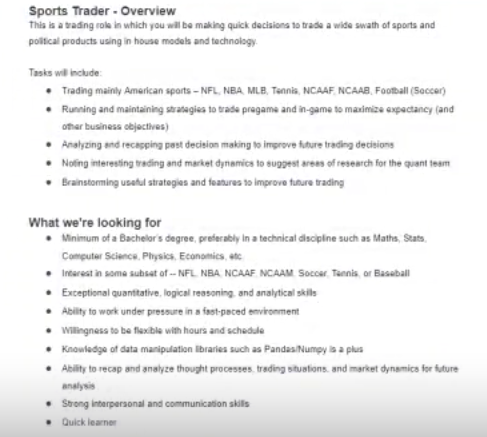 Sports Trader - Overview
This is a trading role in which you will be making quick decisions to trade a wide swath of sports and
political products using in house models and technology.
Tasks will include:
● Trading mainly American sports – NFL, NBA, MLB, Tennis, NCAAF, NCAAB, Football (Soccer)
● Running and maintaining strategies to trade pregame and in-game to maximize expectancy (and
other business objectives)
● Analyzing and recapping past decision making to improve future trading decisions
● Noting interesting trading and market dynamics to suggest areas of research for the quant team
● Brainstorming useful strategies and features to improve future trading
What we're looking for
● Minimum of a Bachelor's degree, preferably in a technical discipline such as Maths, Stats,
Computer Science, Physics, Economics, etc.
● Interest in some subset of -- NFL, NBA, NCAAF, NCAAM, Soccer, Tennis, or Baseball
● Exceptional quantitative, logical reasoning, and analytical skills
● Ability to work under pressure in a fast-paced environment
● Willingness to be flexible with hours and schedule
● Knowledge of data manipulation libraries such as Pandas/Numpy is a plus
● Ability to recap and analyze thought processes, trading situations, and market dynamics for future
analysis
● Strong interpersonal and communication skills
● Quick learner